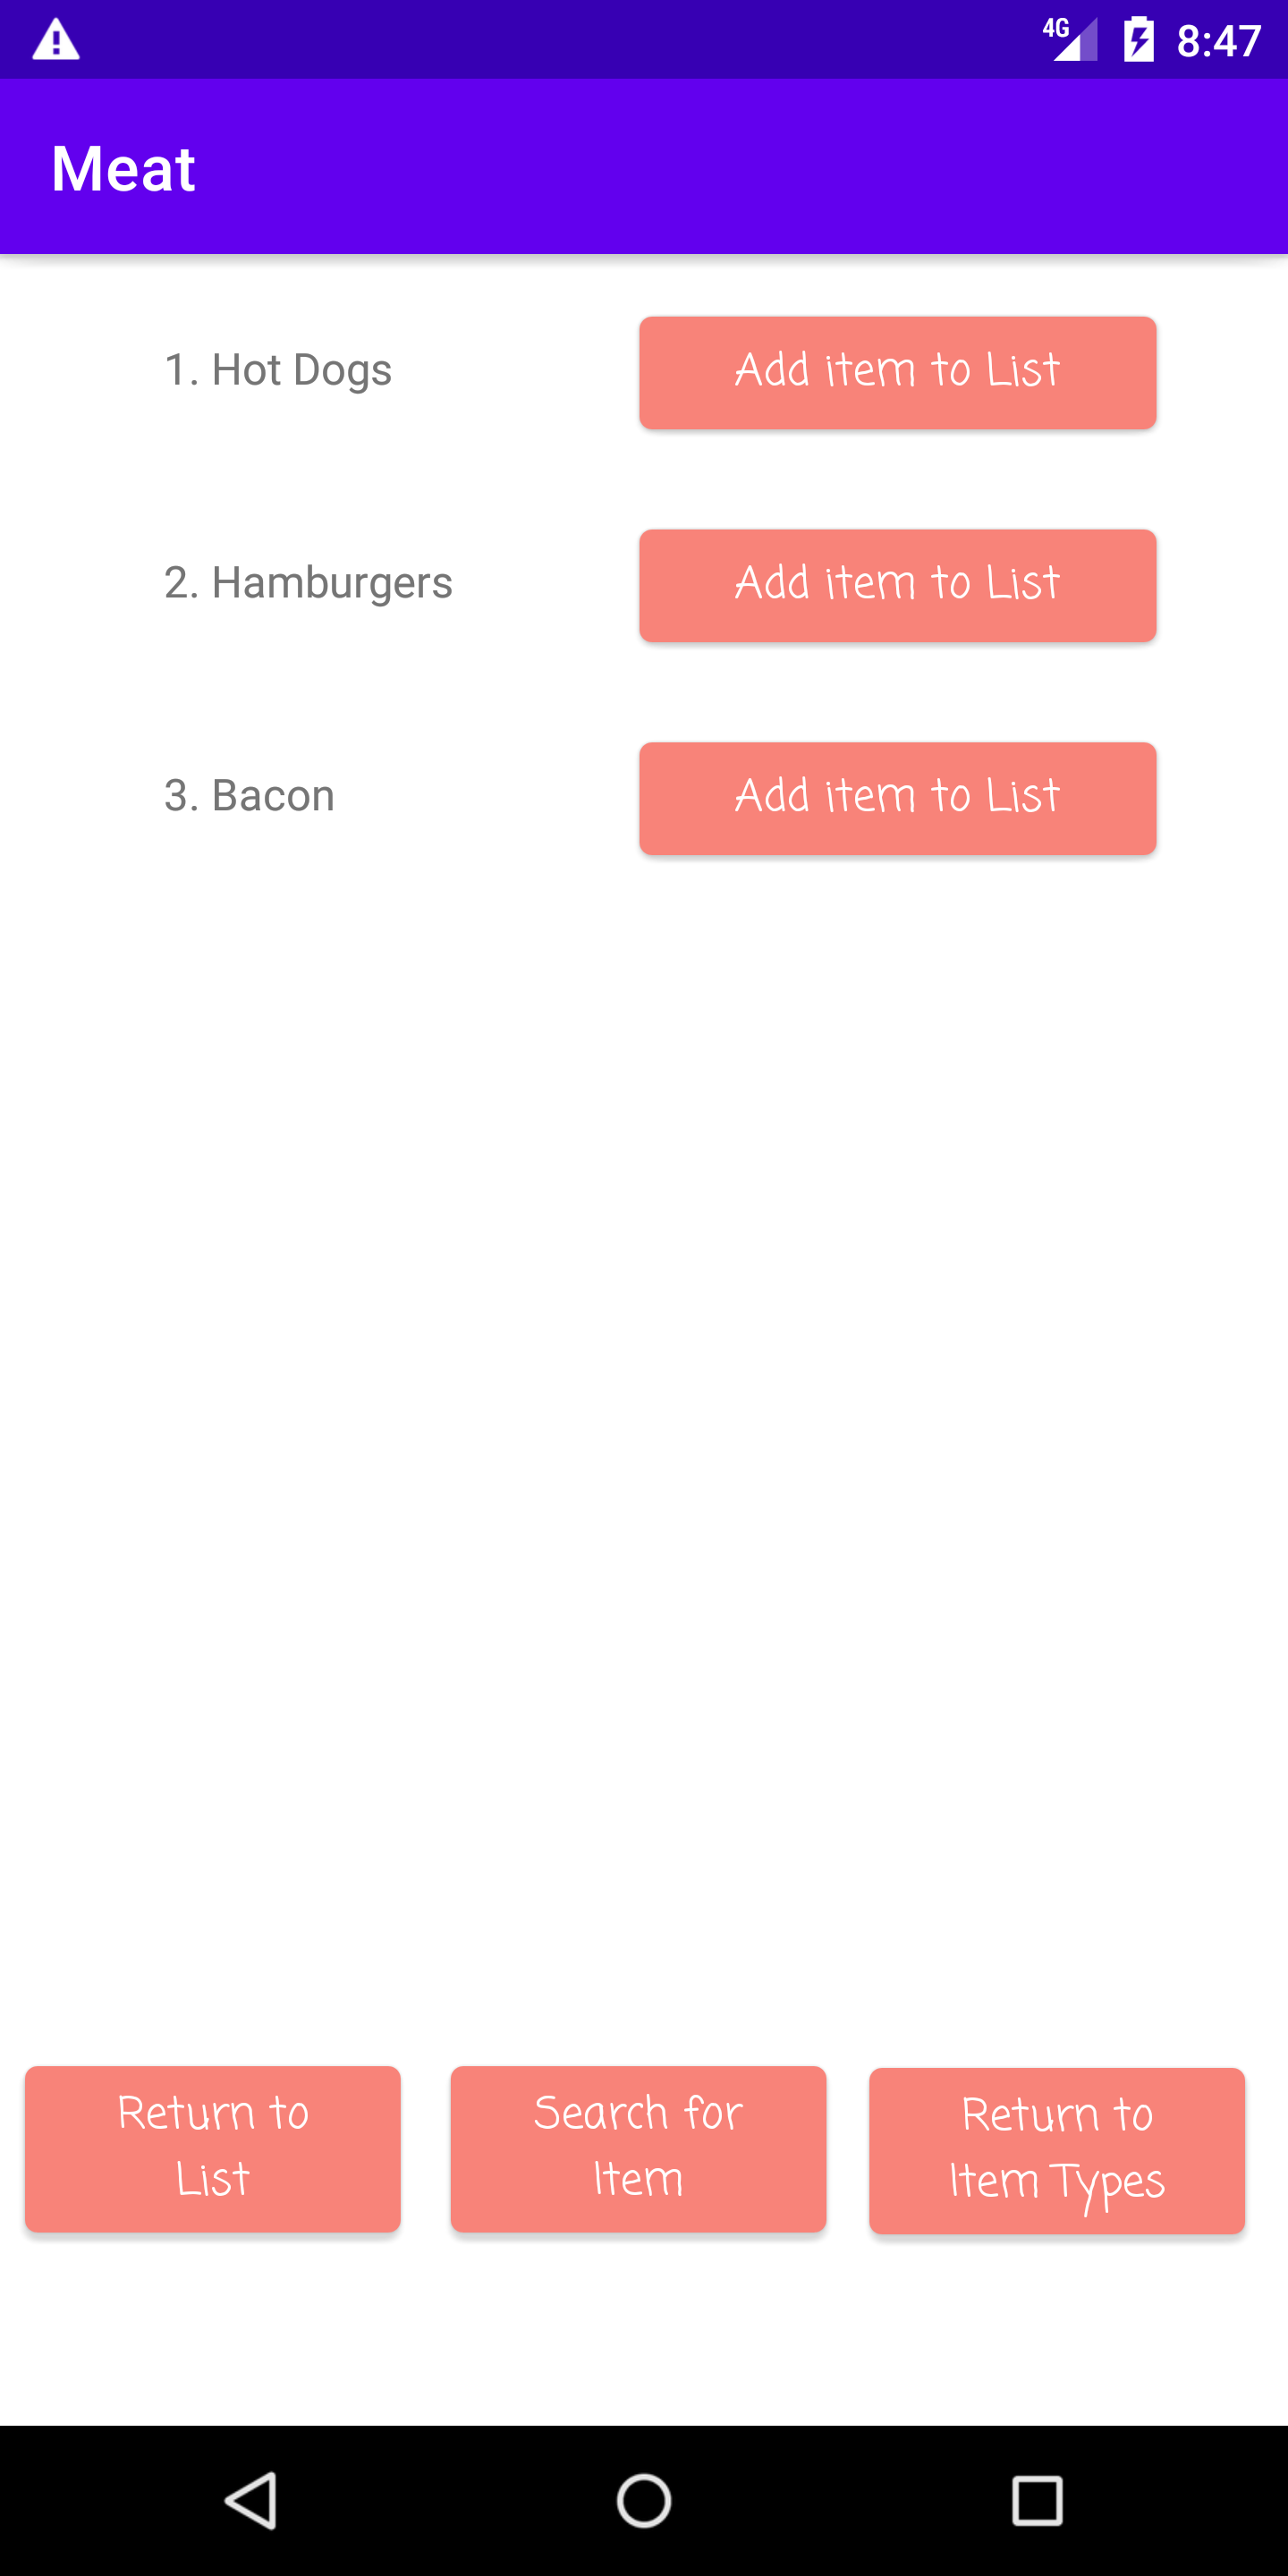 4G 8:47
Meat
1. Hot Dogs Add item to List
2. Hamburgers Add item to List
3. Bacon Add item to List
Return to
List
Search for
Item
Return to
Item Types